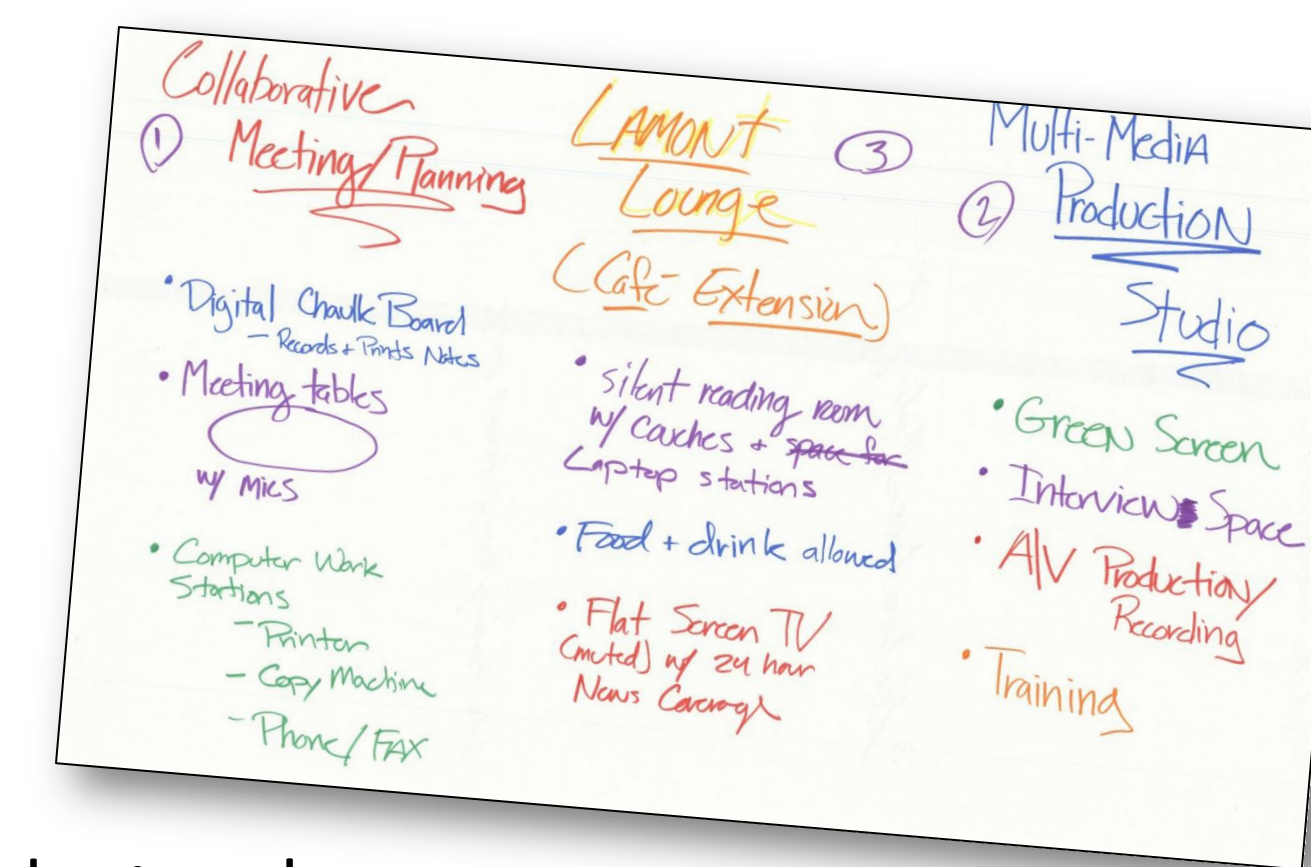 Collaborative
① Meeting/Planning
• Digital Chaulk Board
– Records + Prints Notes
• Meeting tables
w/ Mics
• Computer Work
Stations
– Printer
– Copy Machine
– Phone/FAX
LAMONT
Lounge
③
(Café Extension)
• silent reading room
w/ couches + space for
Laptop stations
• Food + drink allowed
• Flat Screen TV
(muted) w/ 24 hour
News Coverage
Multi-Media
② Production
Studio
• Green Screen
• Interview Space
• A/V Production/
Recording
• Training